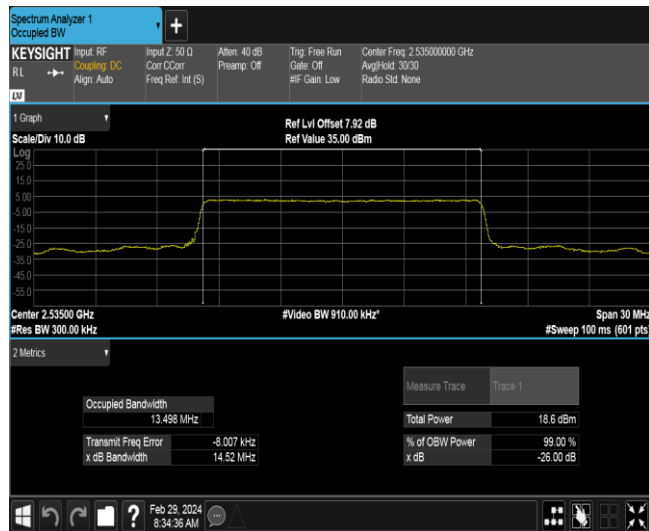 Spectrum Analyzer 1
Occupied BW
+
KEYSIGHT
RL
LXI
Input: RF
Coupling: DC
Align: Auto
Input Z: 50 Ω
Corr CCorr
Freq Ref: Int (S)
Atten: 40 dB
Preamp: Off
Trig: Free Run
Gate: Off
#IF Gain: Low
Center Freq: 2.535000000 GHz
Avg|Hold: 30/30
Radio Std: None
1 Graph
Scale/Div 10.0 dB
Ref Lvl Offset 7.92 dB
Ref Value 35.00 dBm
Log
25.0
15.0
5.00
-5.00
-15.0
-25.0
-35.0
-45.0
-55.0
Center 2.53500 GHz
#Res BW 300.00 kHz
#Video BW 910.00 kHz*
Span 30 MHz
#Sweep 100 ms (601 pts)
2 Metrics
Measure Trace Trace 1
Occupied Bandwidth
13.498 MHz
Total Power 18.6 dBm
Transmit Freq Error -8.007 kHz
% of OBW Power 99.00 %
x dB Bandwidth 14.52 MHz
x dB -26.00 dB
?
Feb 29, 2024
8:34:36 AM